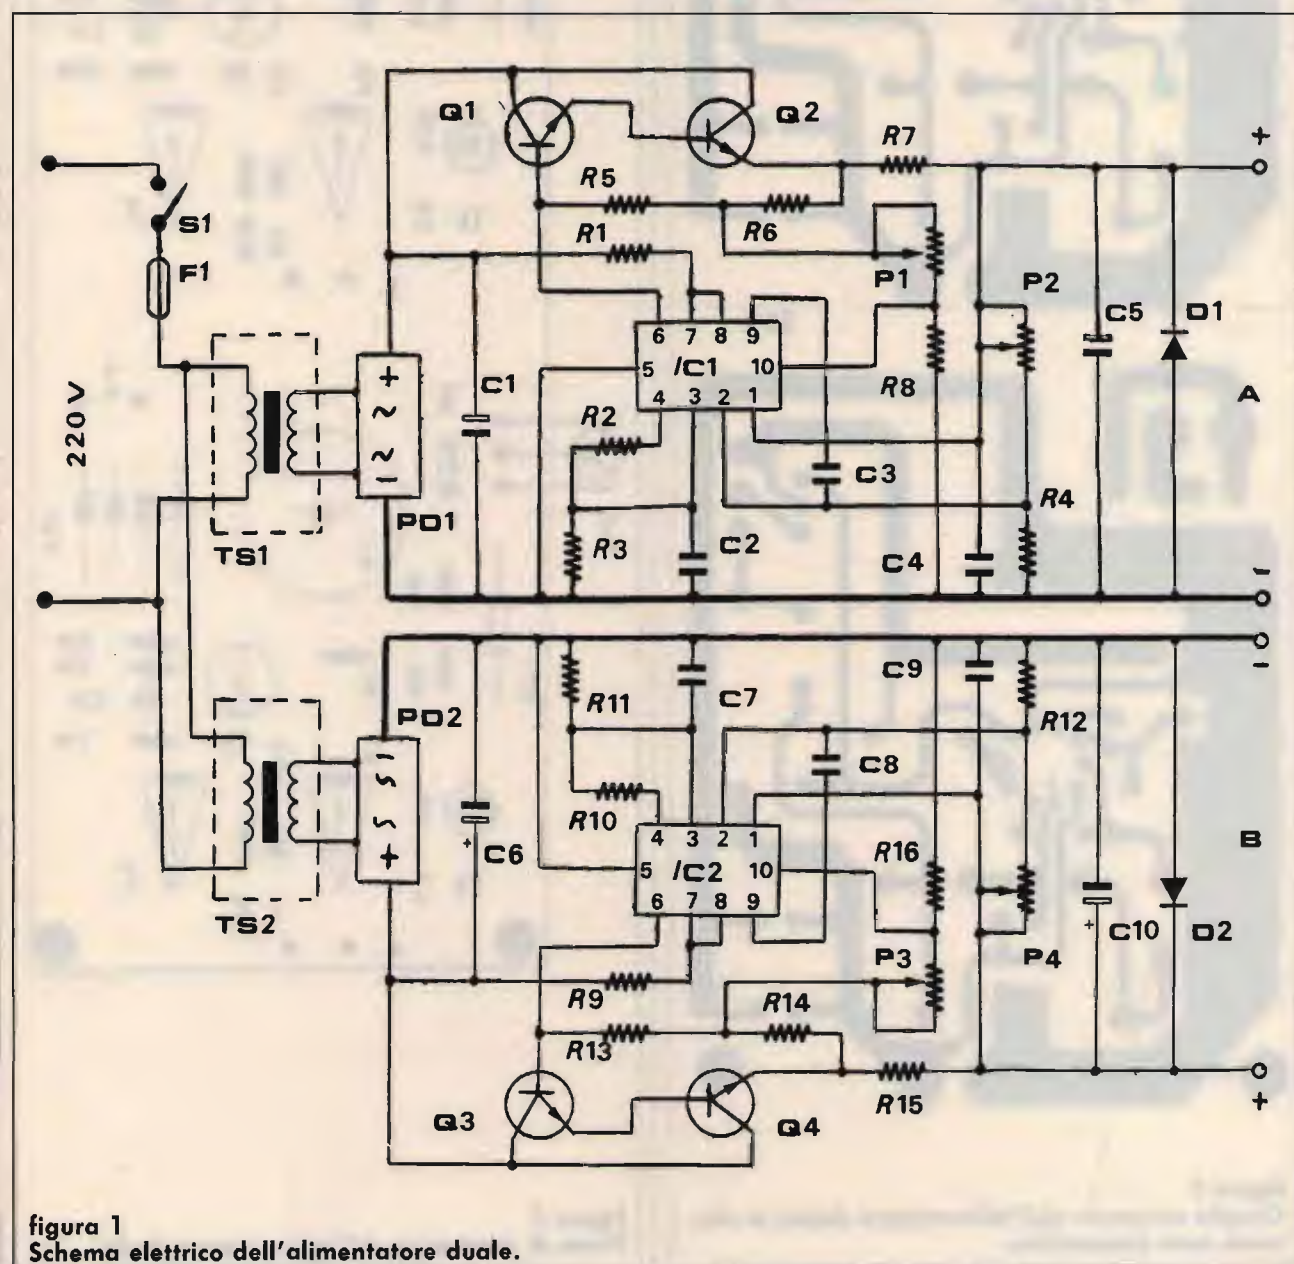 Q1
Q2
R7
+
R5
S1
R1
R6
F1
P1
P2
C5
D1
6 7 8 9
5 IC1 10
4 3 2 1
+
~
~
-
C1
R8
220V
A
R2
C3
R4
PD1
TS1
R3
C2
C4
-
-
C9
R11
C7
R12
PD2
C8
-
~
~
+
R10
4 3 2 1
5 IC2 10
6 7 8 9
R16
B
+ C6
TS2
P3
P4
+ C10
D2
R9
R14
R13
R15
Q3
Q4
+
figura 1
Schema elettrico dell'alimentatore duale.